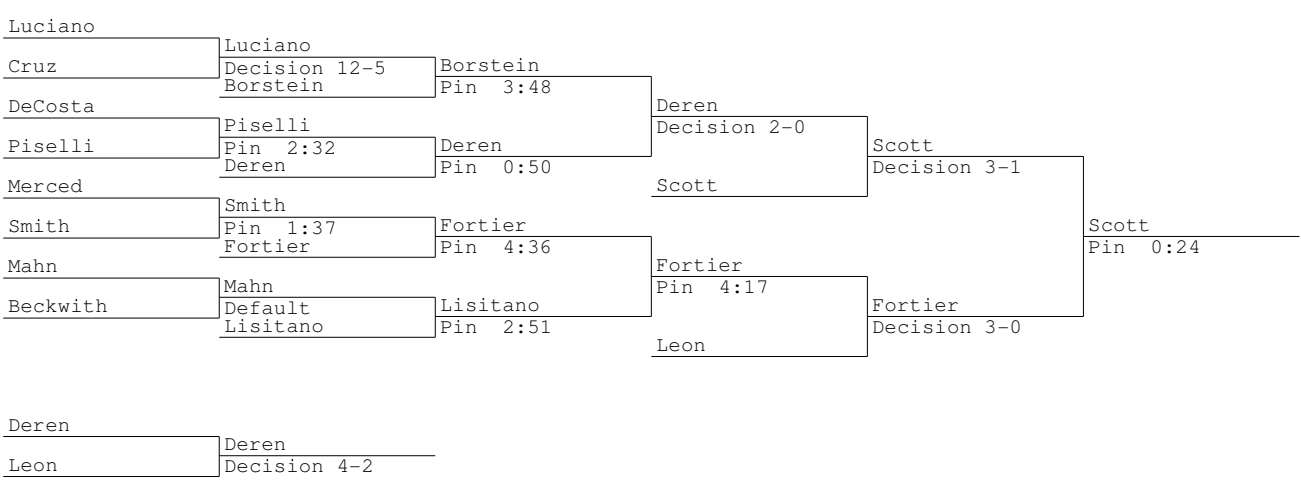 Luciano
Luciano
Cruz
Decision 12-5
Borstein
Borstein
Pin 3:48
DeCosta
Deren
Piselli
Decision 2-0
Piselli
Pin 2:32
Deren
Scott
Deren
Pin 0:50
Decision 3-1
Merced
Scott
Smith
Smith
Pin 1:37
Fortier
Scott
Fortier
Pin 4:36
Pin 0:24
Mahn
Fortier
Mahn
Pin 4:17
Beckwith
Default
Lisitano
Fortier
Lisitano
Pin 2:51
Decision 3-0
Leon
Deren
Deren
Leon
Decision 4-2